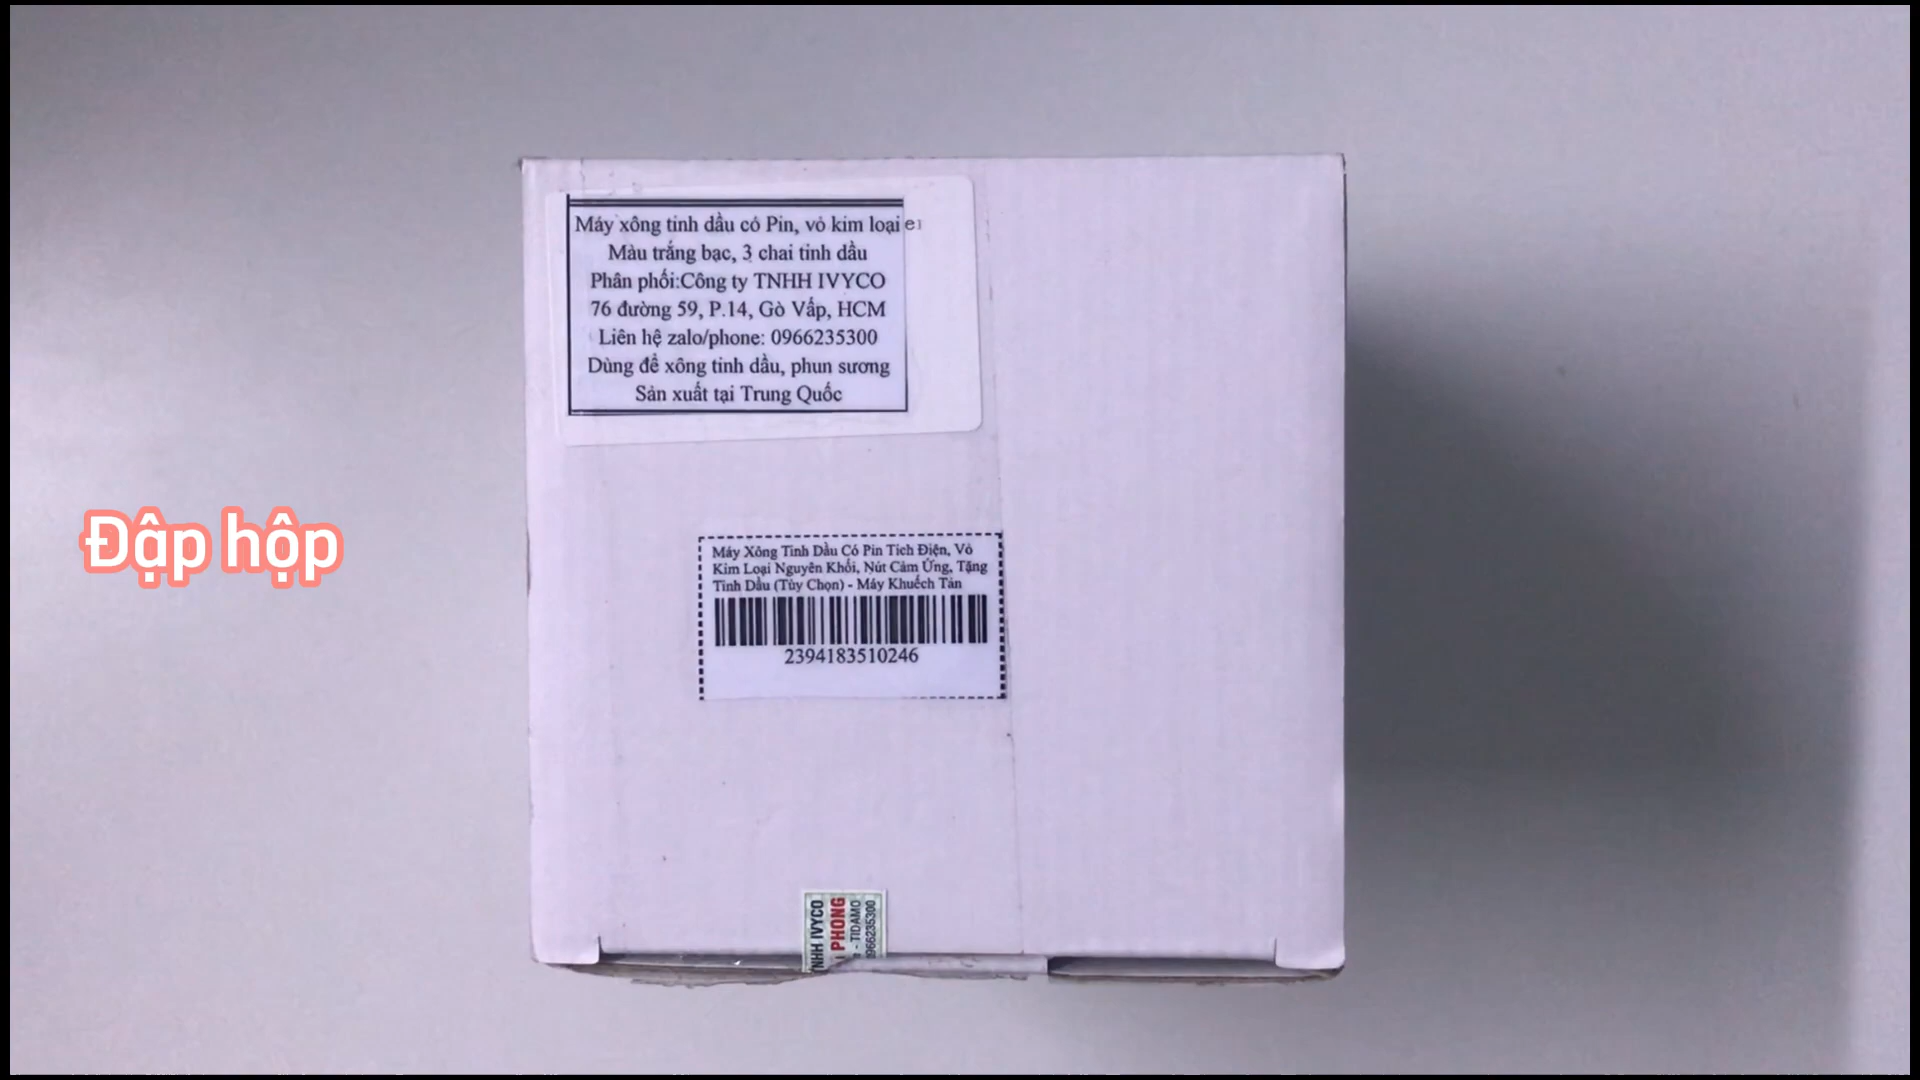 Máy xông tinh dầu có Pin, vỏ kim loại
Màu trắng bạc, 3 chai tinh dầu
Phân phối:Công ty TNHH IVYCO
76 đường 59, P.14, Gò Vấp, HCM
Liên hệ zalo/phone: 0966235300
Dùng để xông tinh dầu, phun sương
Sản xuất tại Trung Quốc
Đập hộp
Máy Xông Tinh Dầu Có Pin Tích Điện, Vỏ
Kim Loại Nguyên Khối, Nút Cảm Ứng, Tặng
Tinh Dầu (Tùy Chọn) - Máy Khuếch Tán
2394183510246
IVYCO
PHONG
- TIDAMO
0966235300